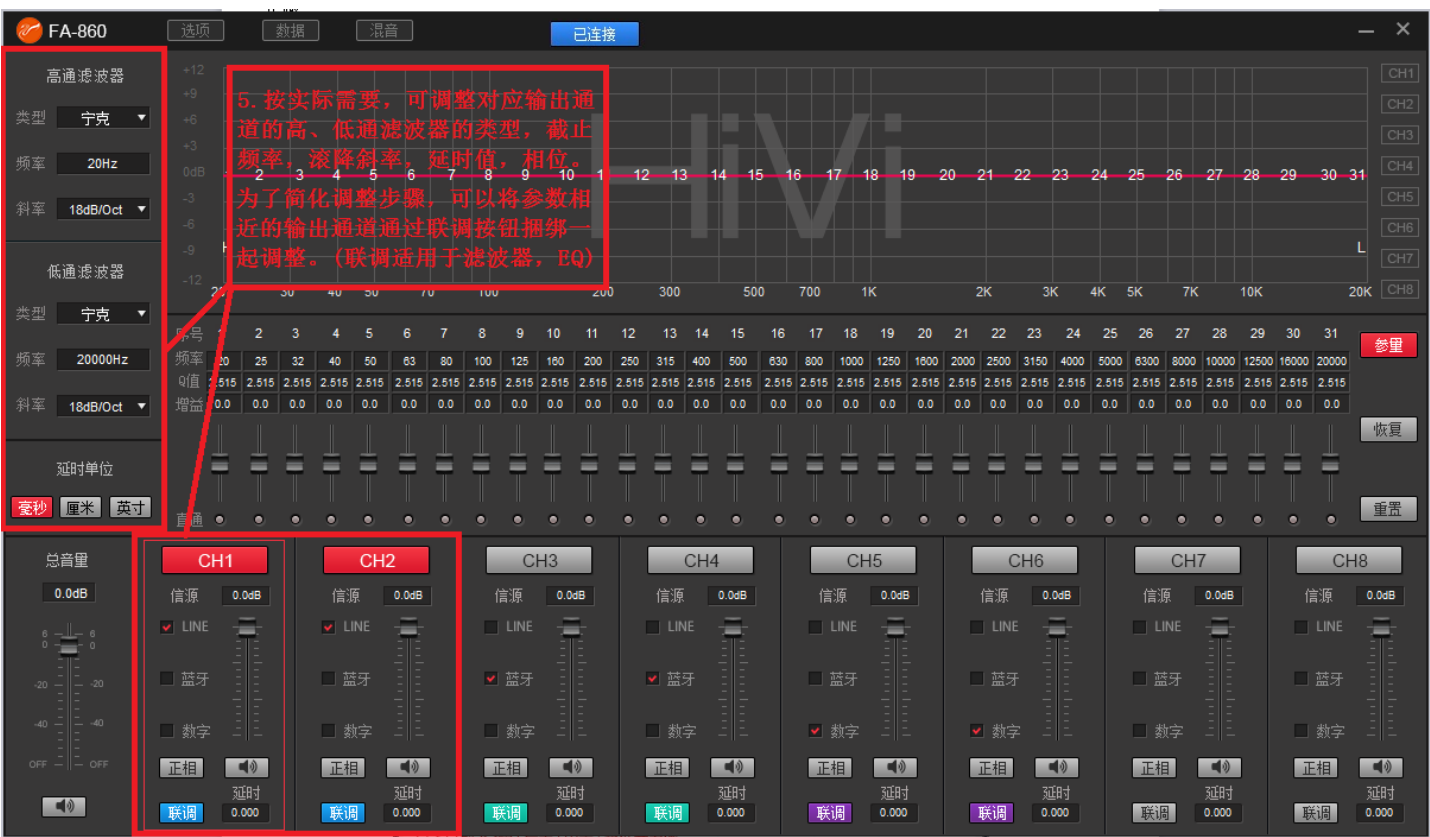 FA-860 选项 数据 混音 已连接
高通滤波器
类型 宁克
频率 20Hz
斜率 18dB/Oct
低通滤波器
类型 宁克
频率 20000Hz
斜率 18dB/Oct
延时单位
毫秒 厘米 英寸
+12
+9
+6
+3
0dB
-3
-6
-9
-12
HiVi
5. 按实际需要，可调整对应输出通
道的高、低通滤波器的类型，截止
频率，滚降斜率，延时值，相位。
为了简化调整步骤，可以将参数相
近的输出通道通过联调按钮捆绑一
起调整。(联调适用于滤波器，EQ)
2 3 4 5 6 7 8 9 10 11 12 13 14 15 16 17 18 19 20 21 22 23 24 25 26 27 28 29 30 31
L
30 40 50 70 100 200 300 500 700 1K 2K 3K 4K 5K 7K 10K 20K
CH1
CH2
CH3
CH4
CH5
CH6
CH7
CH8
序号 1 2 3 4 5 6 7 8 9 10 11 12 13 14 15 16 17 18 19 20 21 22 23 24 25 26 27 28 29 30 31
频率 20 25 32 40 50 63 80 100 125 160 200 250 315 400 500 630 800 1000 1250 1600 2000 2500 3150 4000 5000 6300 8000 10000 12500 16000 20000
Q值 2.515 2.515 2.515 2.515 2.515 2.515 2.515 2.515 2.515 2.515 2.515 2.515 2.515 2.515 2.515 2.515 2.515 2.515 2.515 2.515 2.515 2.515 2.515 2.515 2.515 2.515 2.515 2.515 2.515 2.515 2.515
增益 0.0 0.0 0.0 0.0 0.0 0.0 0.0 0.0 0.0 0.0 0.0 0.0 0.0 0.0 0.0 0.0 0.0 0.0 0.0 0.0 0.0 0.0 0.0 0.0 0.0 0.0 0.0 0.0 0.0 0.0 0.0
直通
参量
恢复
重置
总音量
0.0dB
6 6
0 0
-20 -20
-40 -40
OFF OFF
CH1 CH2 CH3 CH4 CH5 CH6 CH7 CH8
信源 0.0dB 信源 0.0dB 信源 0.0dB 信源 0.0dB 信源 0.0dB 信源 0.0dB 信源 0.0dB 信源 0.0dB
LINE LINE LINE LINE LINE LINE LINE LINE
蓝牙 蓝牙 蓝牙 蓝牙 蓝牙 蓝牙 蓝牙 蓝牙
数字 数字 数字 数字 数字 数字 数字 数字
正相 正相 正相 正相 正相 正相 正相 正相
延时 延时 延时 延时 延时 延时 延时 延时
联调 0.000 联调 0.000 联调 0.000 联调 0.000 联调 0.000 联调 0.000 联调 0.000 联调 0.000